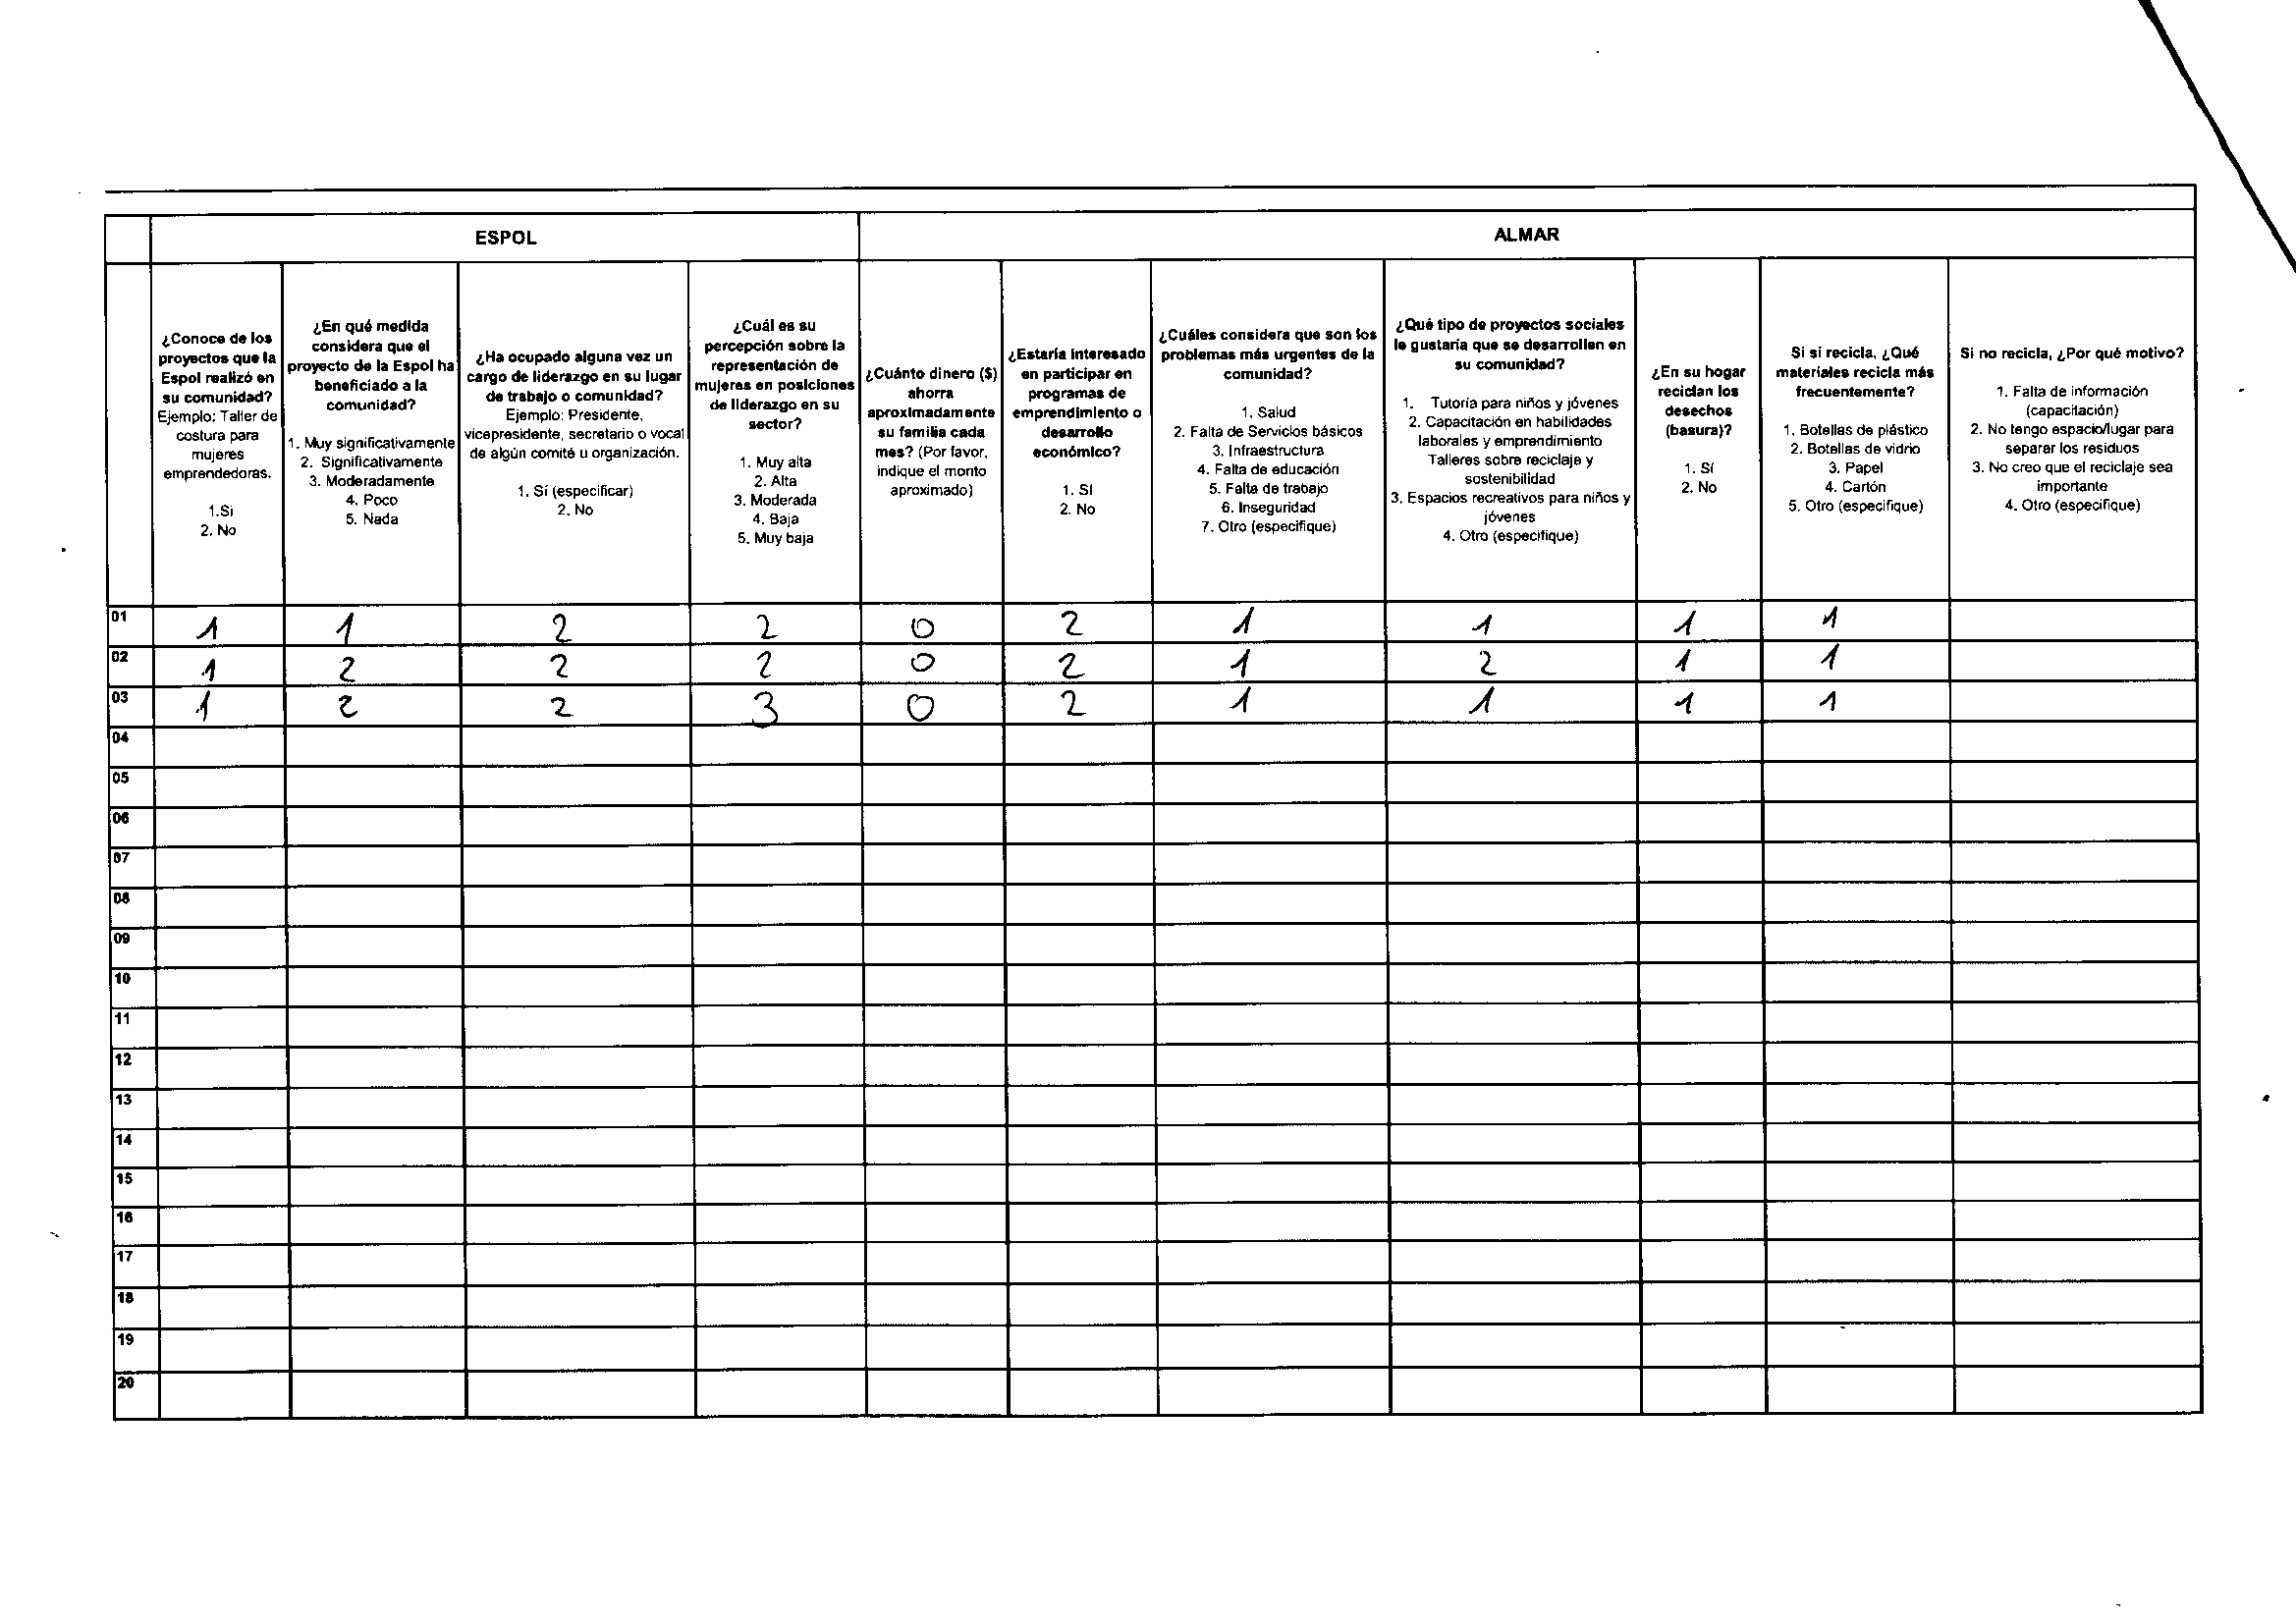 ESPOL ALMAR
¿Conoce de los
proyectos que la
Espol realizó en
su comunidad?
Ejemplo: Taller de
costura para
mujeres
emprendedoras.
1.Si
2. No
¿En qué medida
considera que el
proyecto de la Espol ha
beneficiado a la
comunidad?
1. Muy significativamente
2. Significativamente
3. Moderadamente
4. Poco
5. Nada
¿Ha ocupado alguna vez un
cargo de liderazgo en su lugar
de trabajo o comunidad?
Ejemplo: Presidente,
vicepresidente, secretario o vocal
de algún comité u organización.
1. Sí (especificar)
2. No
¿Cuál es su
percepción sobre la
representación de
mujeres en posiciones
de liderazgo en su
sector?
1. Muy alta
2. Alta
3. Moderada
4. Baja
5. Muy baja
¿Cuánto dinero ($)
ahorra
aproximadamente
su familia cada
mes? (Por favor,
indique el monto
aproximado)
¿Estaría interesado
en participar en
programas de
emprendimiento o
desarrollo
económico?
1. Sí
2. No
¿Cuáles considera que son los
problemas más urgentes de la
comunidad?
1. Salud
2. Falta de Servicios básicos
3. Infraestructura
4. Falta de educación
5. Falta de trabajo
6. Inseguridad
7. Otro (especifique)
¿Qué tipo de proyectos sociales
le gustaría que se desarrollen en
su comunidad?
1. Tutoría para niños y jóvenes
2. Capacitación en habilidades
laborales y emprendimiento
Talleres sobre reciclaje y
sostenibilidad
3. Espacios recreativos para niños y
jóvenes
4. Otro (especifique)
¿En su hogar
reciclan los
desechos
(basura)?
1. Sí
2. No
Si sí recicla, ¿Qué
materiales recicla más
frecuentemente?
1. Botellas de plástico
2. Botellas de vidrio
3. Papel
4. Cartón
5. Otro (especifique)
Si no recicla, ¿Por qué motivo?
1. Falta de información
(capacitación)
2. No tengo espacio/lugar para
separar los residuos
3. No creo que el reciclaje sea
importante
4. Otro (especifique)
01 1 1 2 2 0 2 1 1 1 1
02 1 2 2 2 0 2 1 2 1 1
03 1 2 2 3 0 2 1 1 1 1
04
05
06
07
08
09
10
11
12
13
14
15
16
17
18
19
20